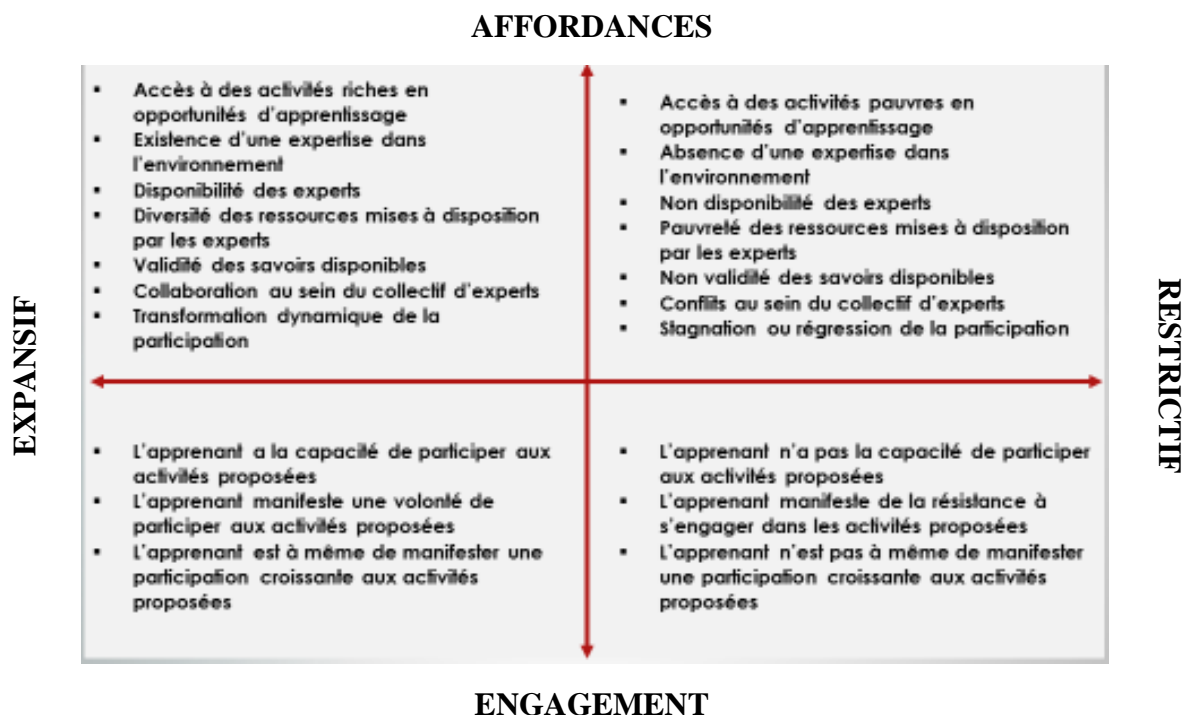 AFFORDANCES
▪ Accès à des activités riches en
opportunités d'apprentissage
▪ Existence d'une expertise dans
l'environnement
▪ Disponibilité des experts
▪ Diversité des ressources mises à disposition
par les experts
▪ Validité des savoirs disponibles
▪ Collaboration au sein du collectif d'experts
▪ Transformation dynamique de la
participation
▪ Accès à des activités pauvres en
opportunités d'apprentissage
▪ Absence d'une expertise dans
l'environnement
▪ Non disponibilité des experts
▪ Pauvreté des ressources mises à disposition
par les experts
▪ Non validité des savoirs disponibles
▪ Conflits au sein du collectif d'experts
▪ Stagnation ou régression de la participation
EXPANSIF
RESTRICTIF
▪ L'apprenant a la capacité de participer aux
activités proposées
▪ L'apprenant manifeste une volonté de
participer aux activités proposées
▪ L'apprenant est à même de manifester une
participation croissante aux activités
proposées
▪ L'apprenant n'a pas la capacité de participer
aux activités proposées
▪ L'apprenant manifeste de la résistance à
s'engager dans les activités proposées
▪ L'apprenant n'est pas à même de manifester
une participation croissante aux activités
proposées
ENGAGEMENT